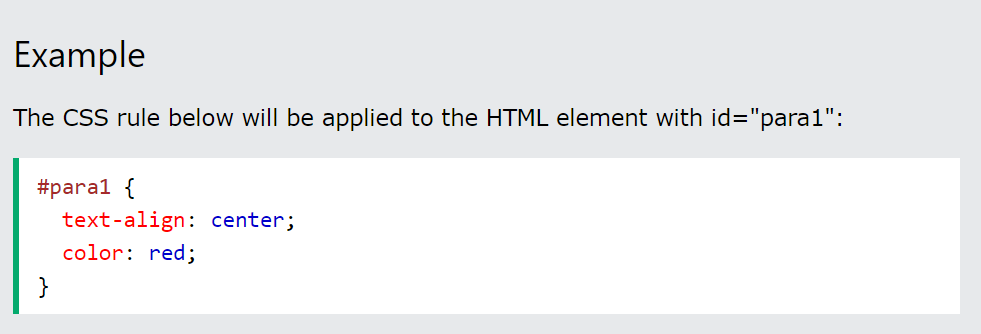 Example
The CSS rule below will be applied to the HTML element with id="para1":
#para1 {
  text-align: center;
  color: red;
}